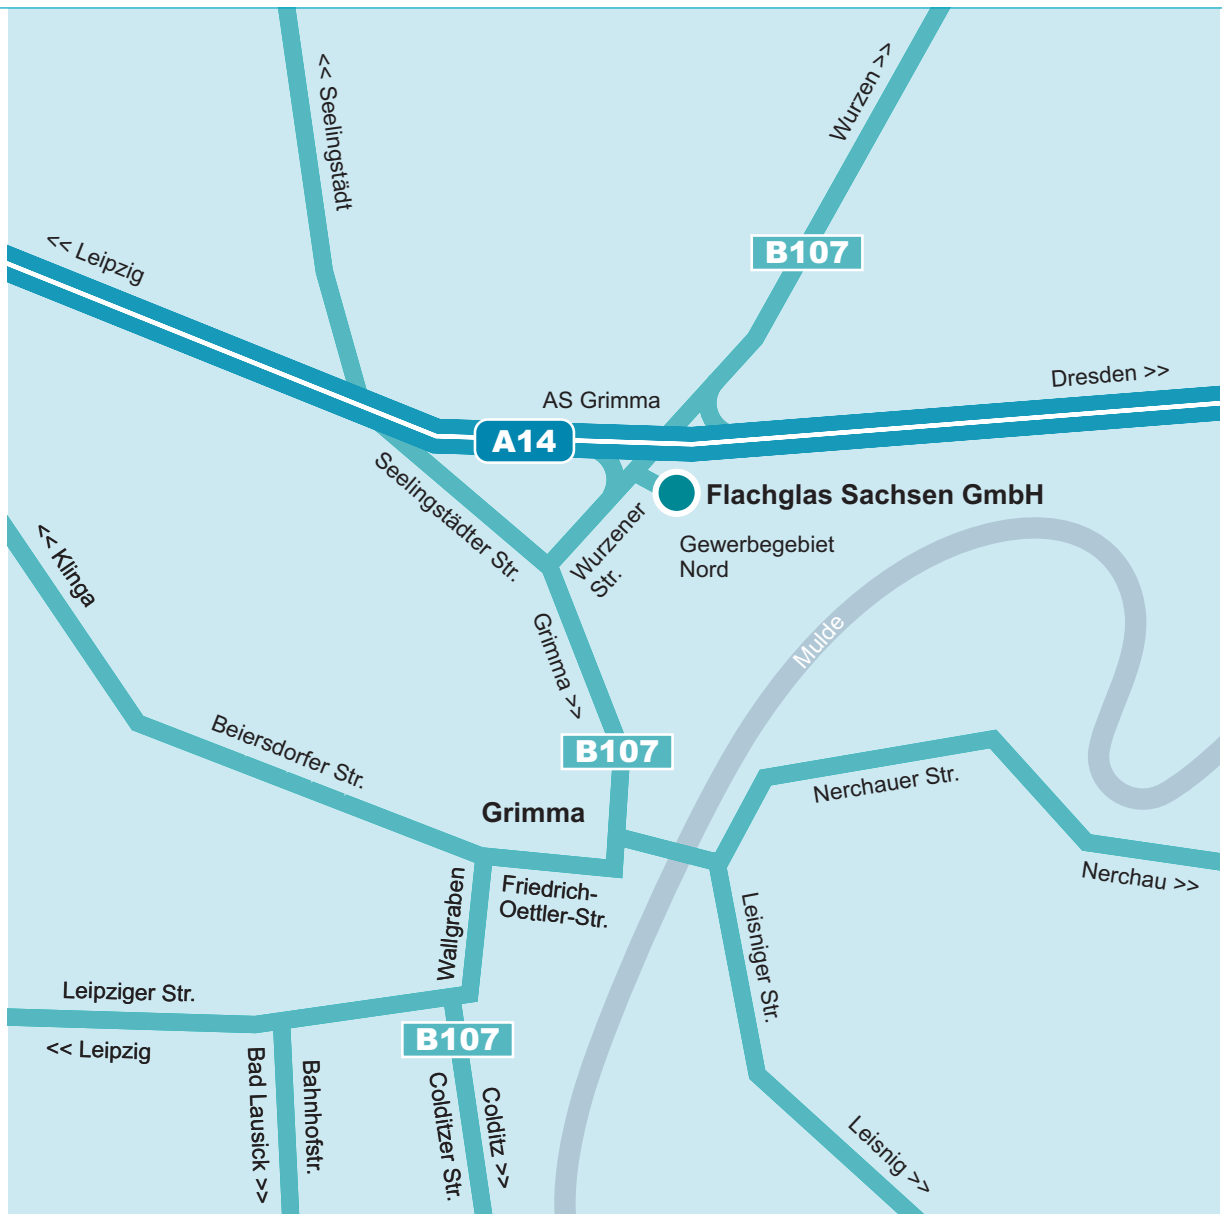 << Seelingstädt
Wurzen >>
<< Leipzig
B107
Dresden >>
AS Grimma
A14
Seelingstädter Str.
Flachglas Sachsen GmbH
Wurzener
Str.
Gewerbegebiet
Nord
<< Klinga
Grimma >>
Mulde
Beiersdorfer Str.
B107
Nerchauer Str.
Grimma
Nerchau >>
Friedrich-
Oettler-Str.
Wallgraben
Leisniger Str.
Leipziger Str.
<< Leipzig
B107
Bad Lausick >>
Bahnhofstr.
Colditzer Str.
Colditz >>
Leisnig >>